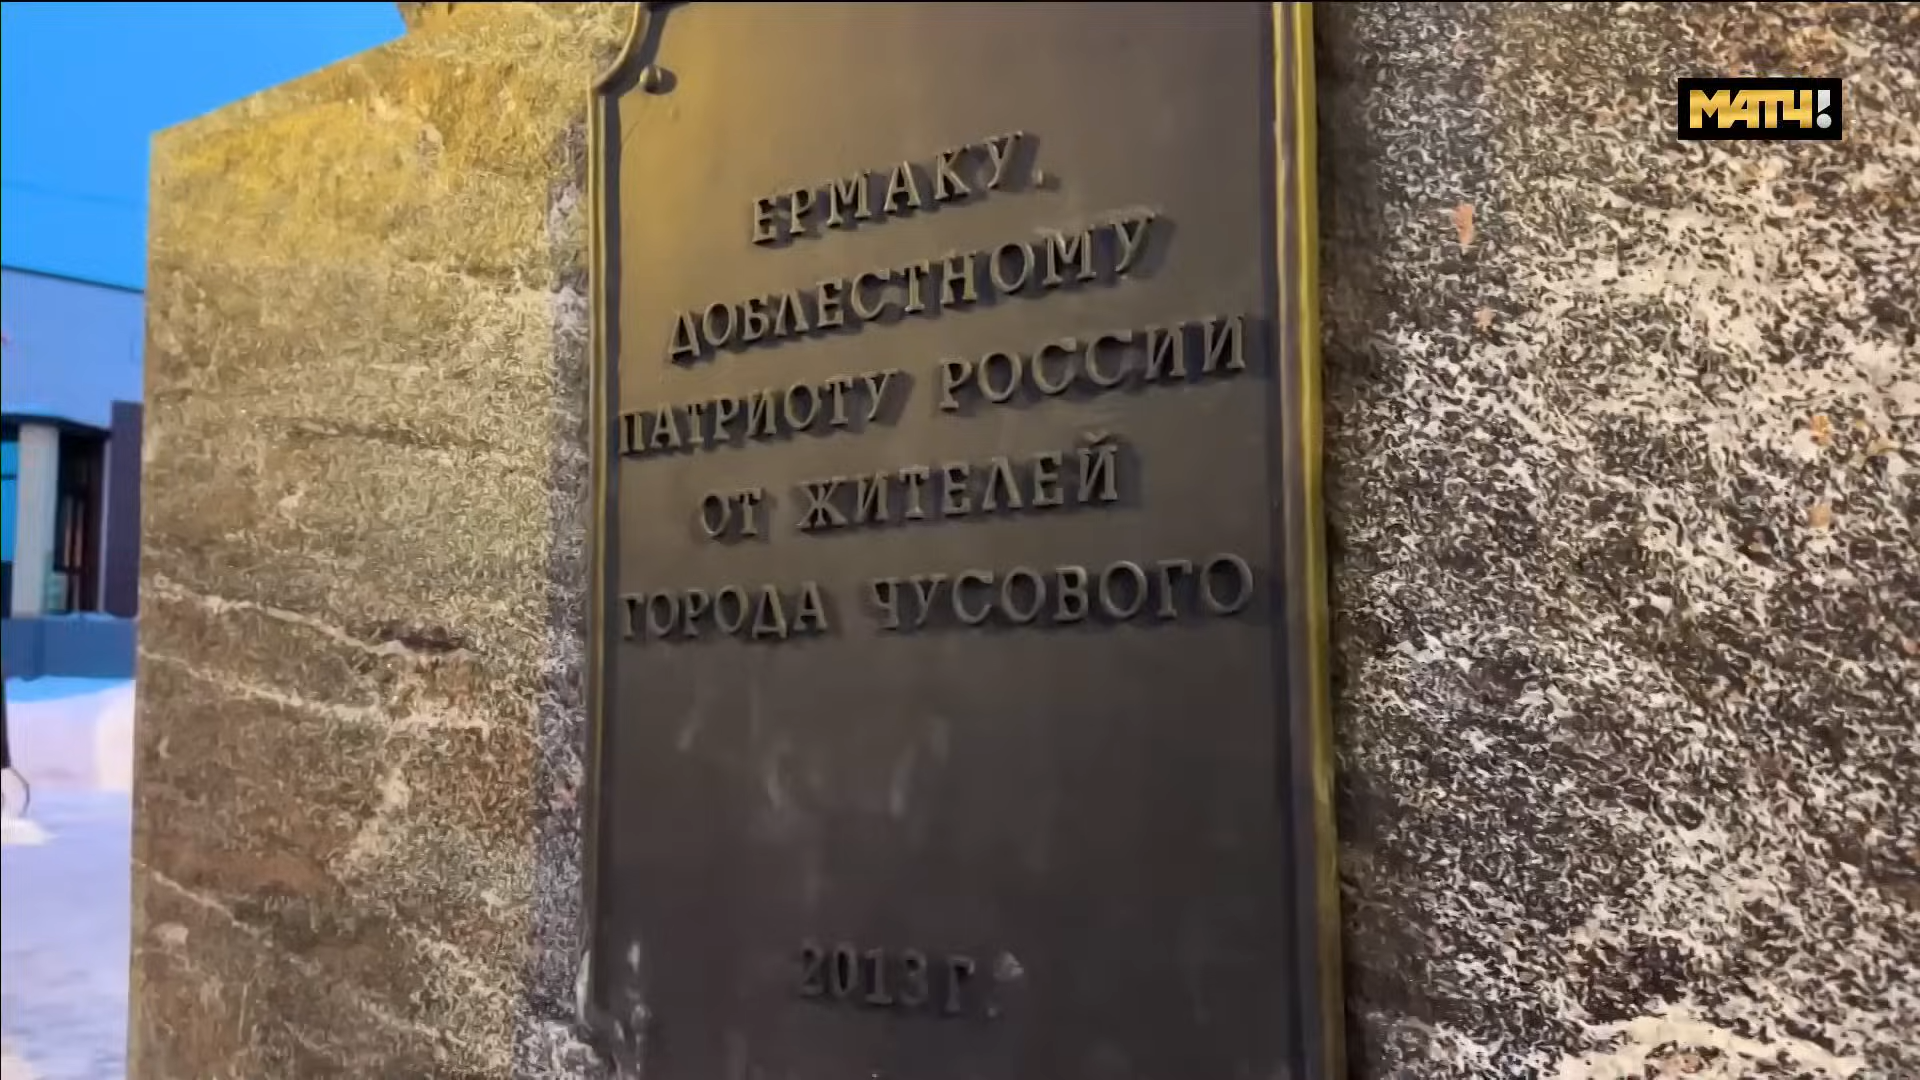 МАТЧ!
ЕРМАКУ,
ДОБЛЕСТНОМУ
ПАТРИОТУ РОССИИ
ОТ ЖИТЕЛЕЙ
ГОРОДА ЧУСОВОГО
2013 Г.